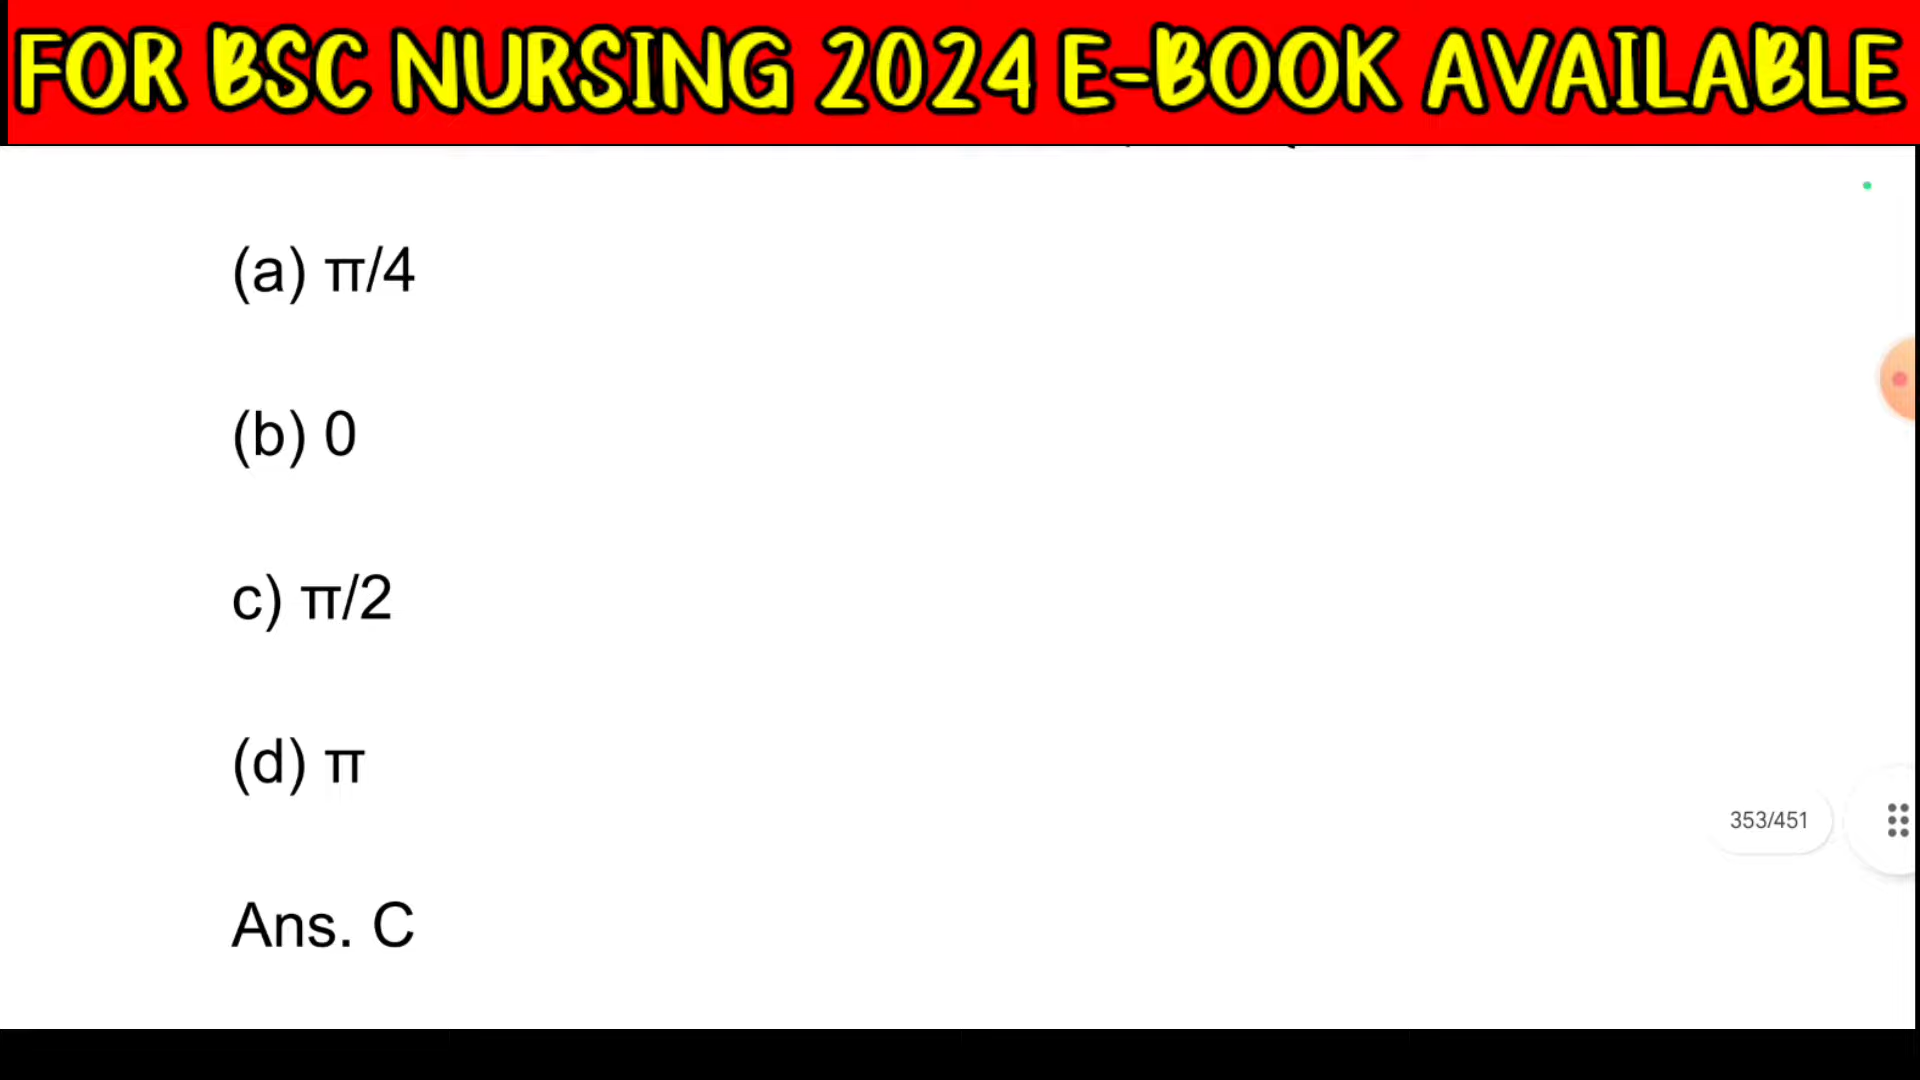 FOR BSC NURSING 2024 E-BOOK AVAILABLE
(a) π/4
(b) 0
c) π/2
(d) π
353/451
Ans. C